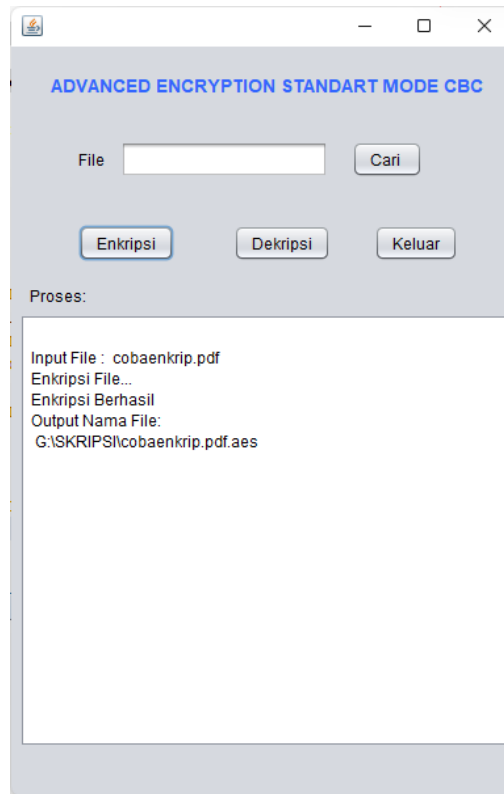 ADVANCED ENCRYPTION STANDART MODE CBC
File
Cari
Enkripsi
Dekripsi
Keluar
Proses:
Input File :  cobaenkrip.pdf
Enkripsi File...
Enkripsi Berhasil
Output Nama File:
G:\SKRIPSI\cobaenkrip.pdf.aes